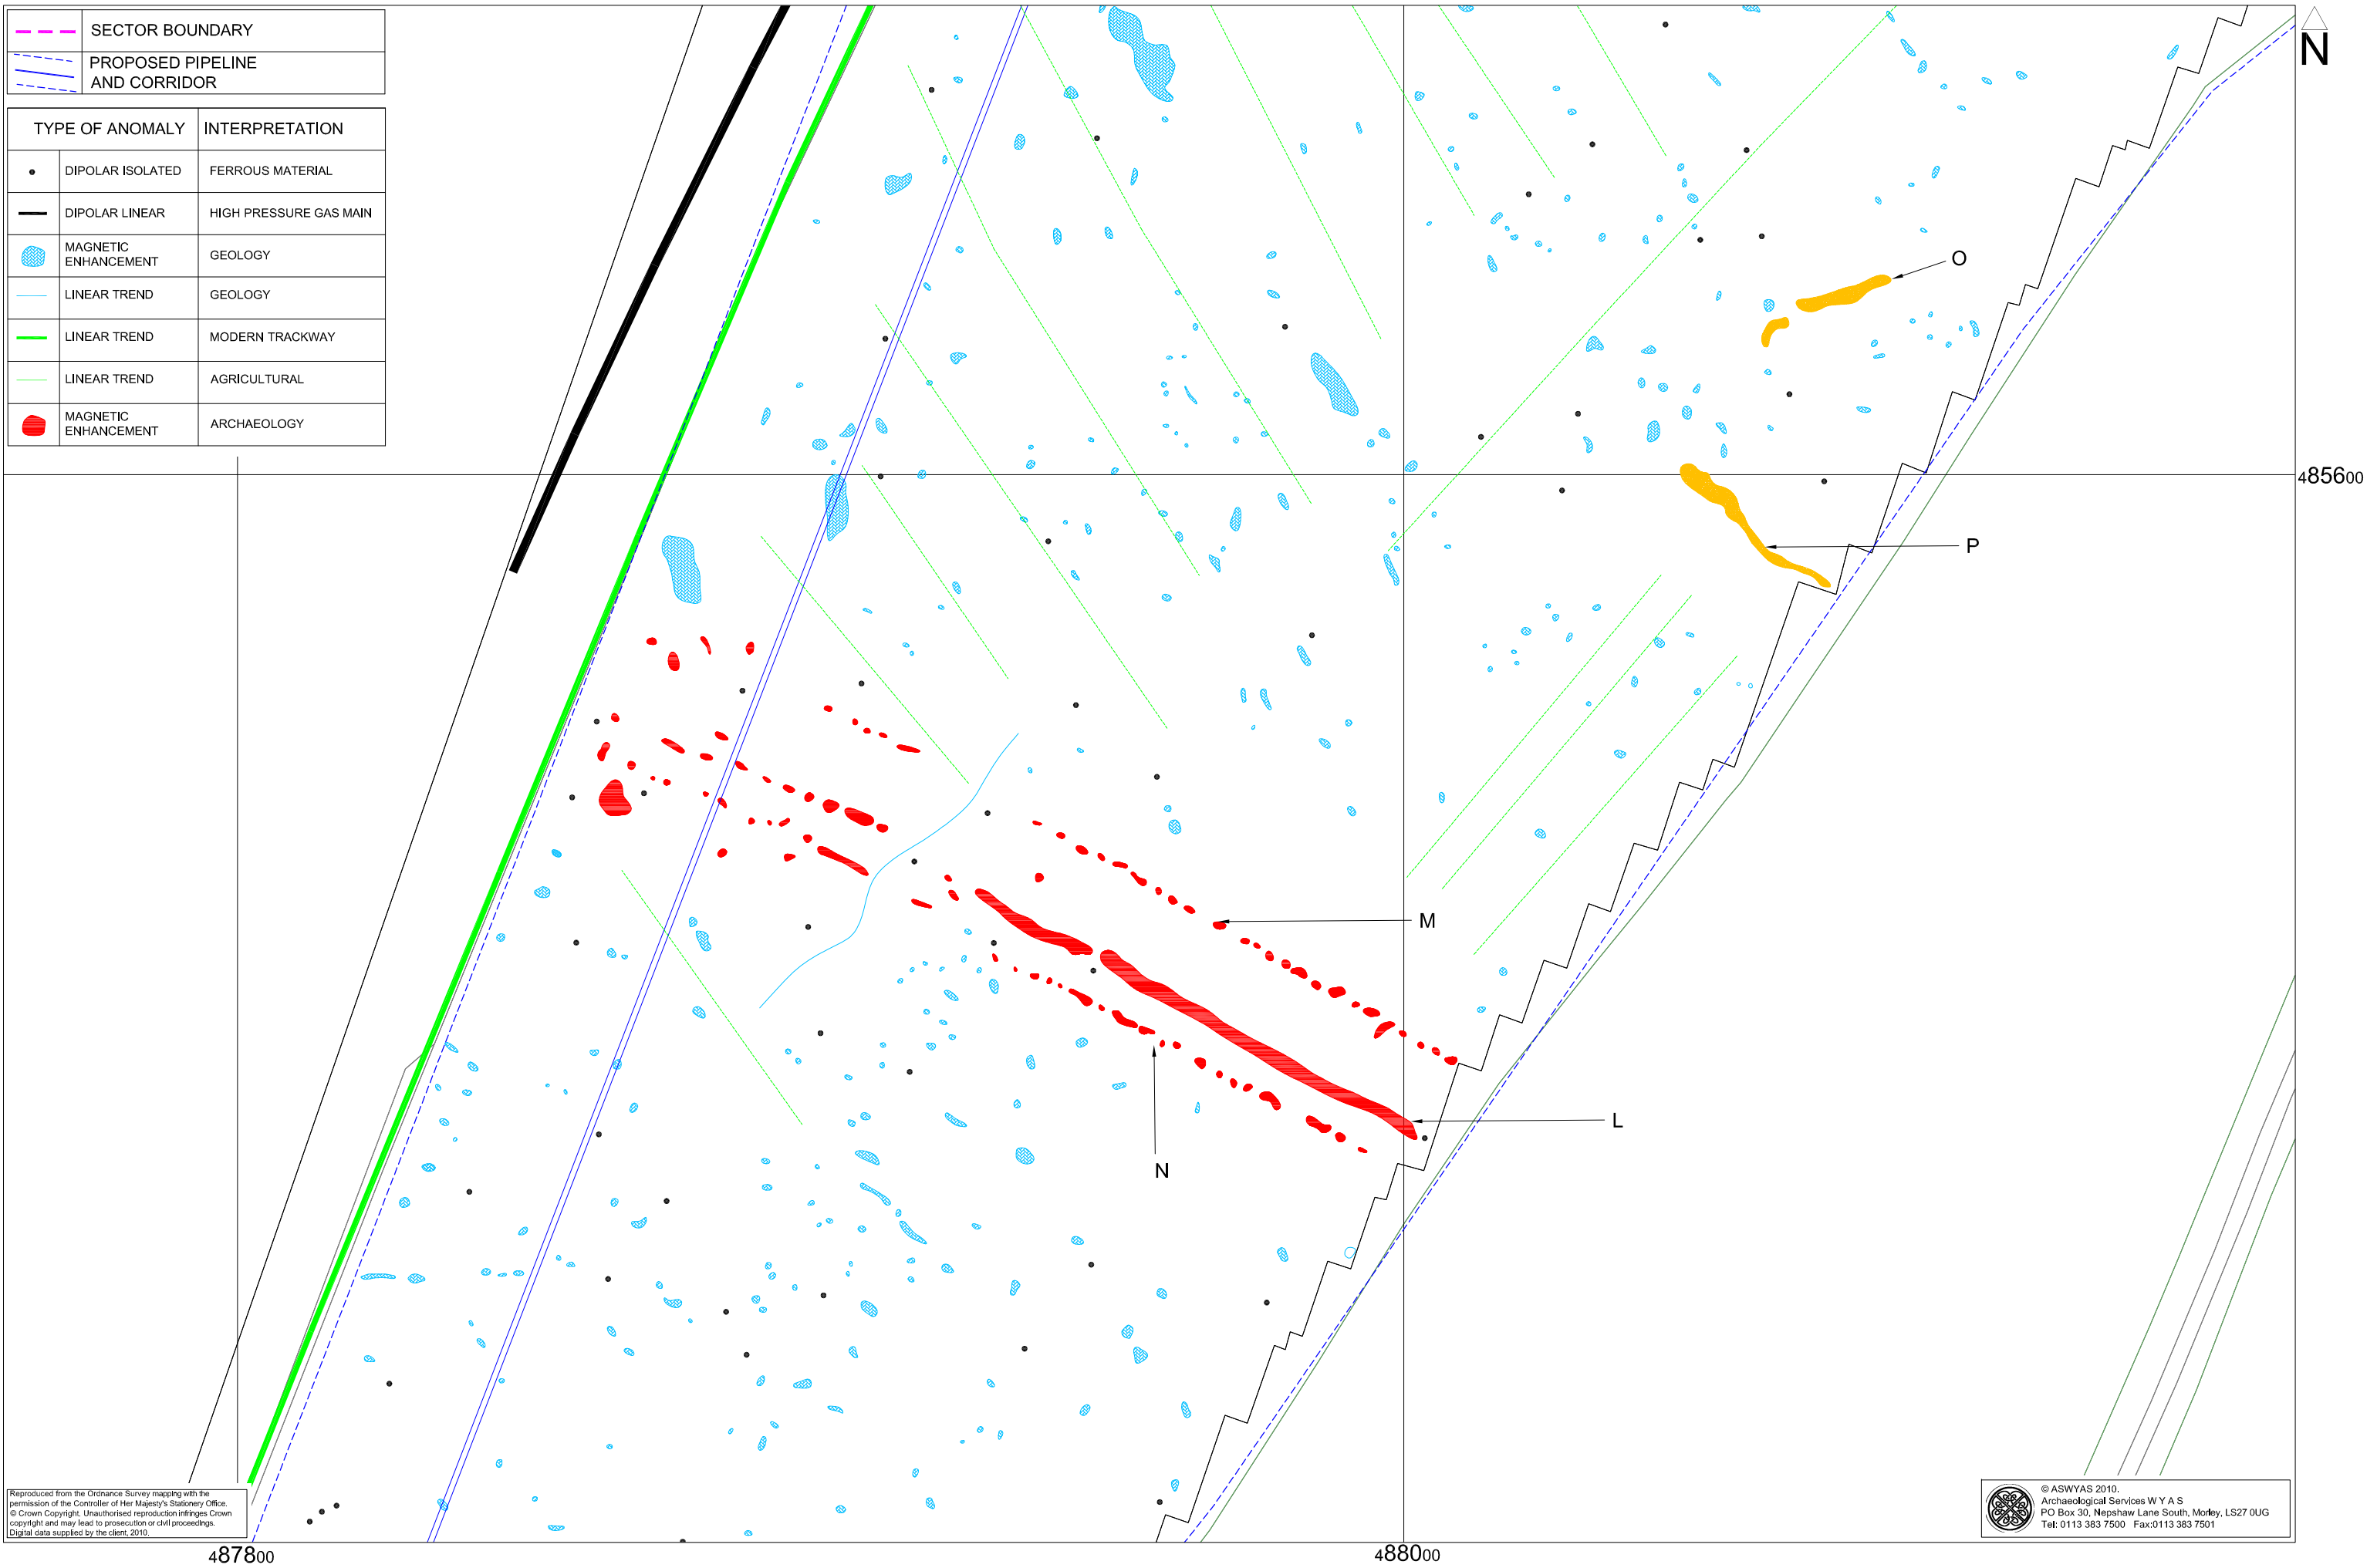 SECTOR BOUNDARY
PROPOSED PIPELINE
AND CORRIDOR
TYPE OF ANOMALY INTERPRETATION
DIPOLAR ISOLATED FERROUS MATERIAL
DIPOLAR LINEAR HIGH PRESSURE GAS MAIN
MAGNETIC
ENHANCEMENT GEOLOGY
LINEAR TREND GEOLOGY
LINEAR TREND MODERN TRACKWAY
LINEAR TREND AGRICULTURAL
MAGNETIC
ENHANCEMENT ARCHAEOLOGY
N
O
485600
P
M
L
N
Reproduced from the Ordnance Survey mapping with the
permission of the Controller of Her Majesty's Stationery Office.
© Crown Copyright. Unauthorised reproduction infringes Crown
copyright and may lead to prosecution or civil proceedings.
Digital data supplied by the client, 2010.
© ASWYAS 2010.
Archaeological Services W Y A S
PO Box 30, Nepshaw Lane South, Morley, LS27 0UG
Tel: 0113 383 7500 Fax:0113 383 7501
487800
488000